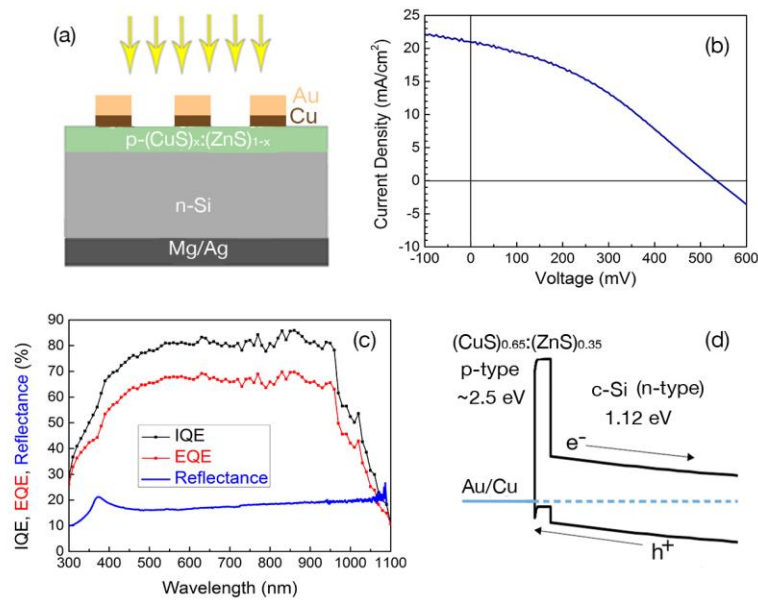 (a)
Au
Cu
p-(CuS)x:(ZnS)1-x
n-Si
Mg/Ag
(b)
Current Density (mA/cm²)
25
20
15
10
5
0
-5
-10
-100 0 100 200 300 400 500 600
Voltage (mV)
(c)
IQE, EQE, Reflectance (%)
90
80
70
60
50
40
30
20
10
0
IQE
EQE
Reflectance
300 400 500 600 700 800 900 1000 1100
Wavelength (nm)
(CuS)0.65:(ZnS)0.35
(d)
p-type
~2.5 eV
c-Si (n-type)
1.12 eV
e⁻
Au/Cu
h⁺